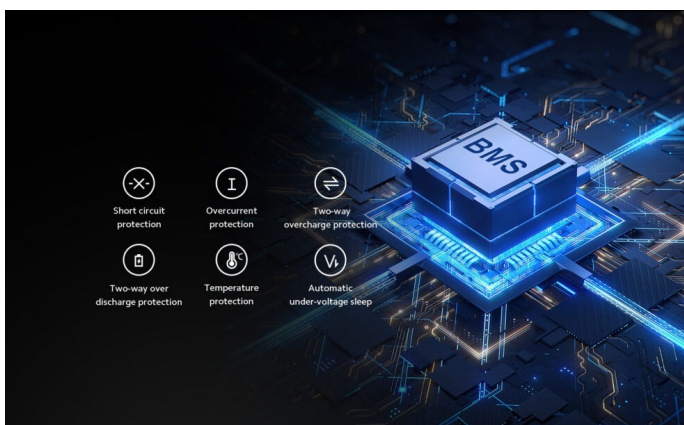 BMS
Short circuit
protection
Overcurrent
protection
Two-way
overcharge protection
Two-way over
discharge protection
Temperature
protection
Automatic
under-voltage sleep